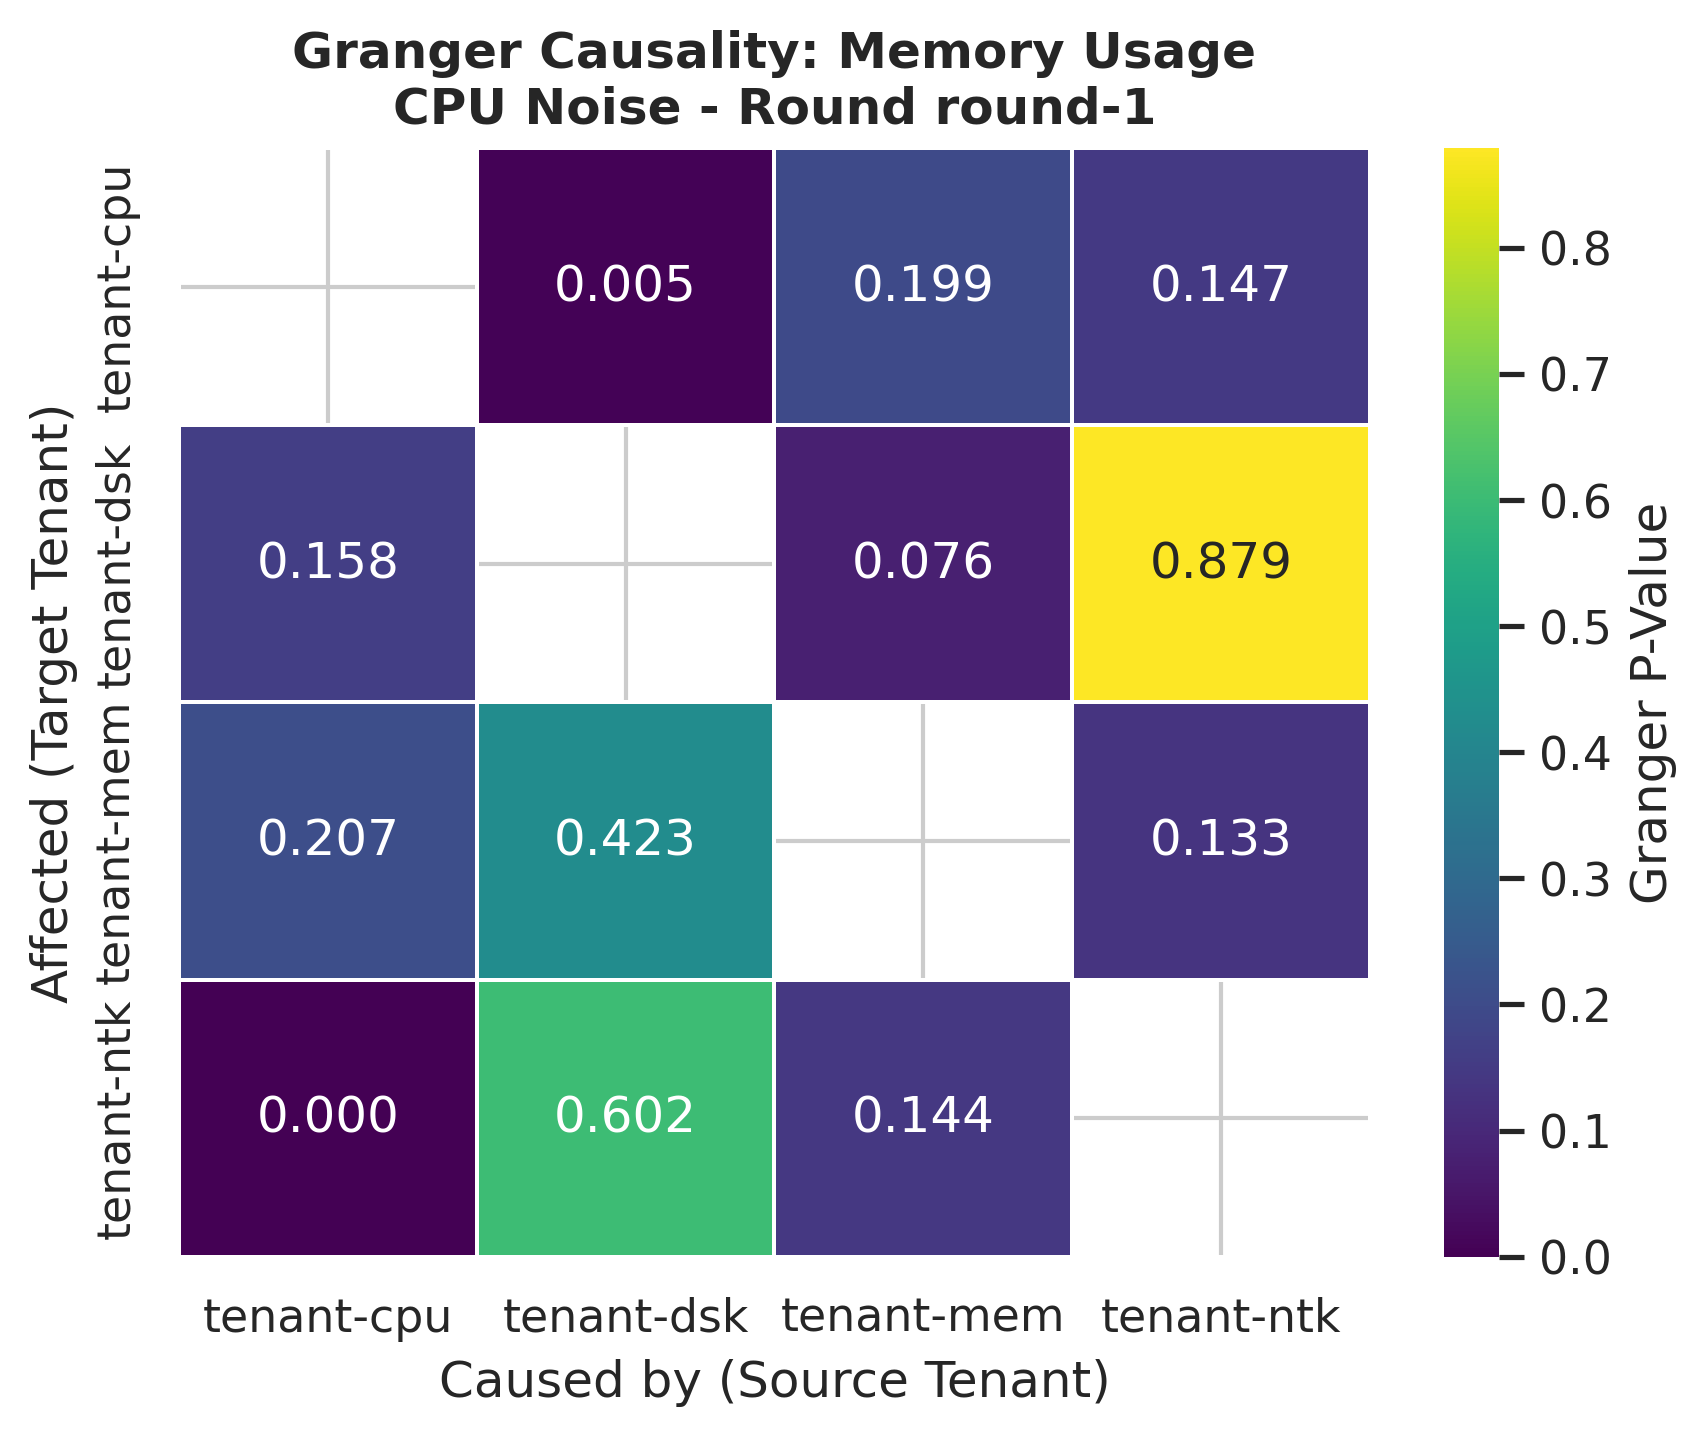 Granger Causality: Memory Usage
CPU Noise - Round round-1
Affected (Target Tenant)
tenant-cpu
0.005
0.199
0.147
tenant-dsk
0.158
0.076
0.879
tenant-mem
0.207
0.423
0.133
tenant-ntk
0.000
0.602
0.144
tenant-cpu
tenant-dsk
tenant-mem
tenant-ntk
Caused by (Source Tenant)
0.8
0.7
0.6
0.5
0.4
0.3
0.2
0.1
0.0
Granger P-Value